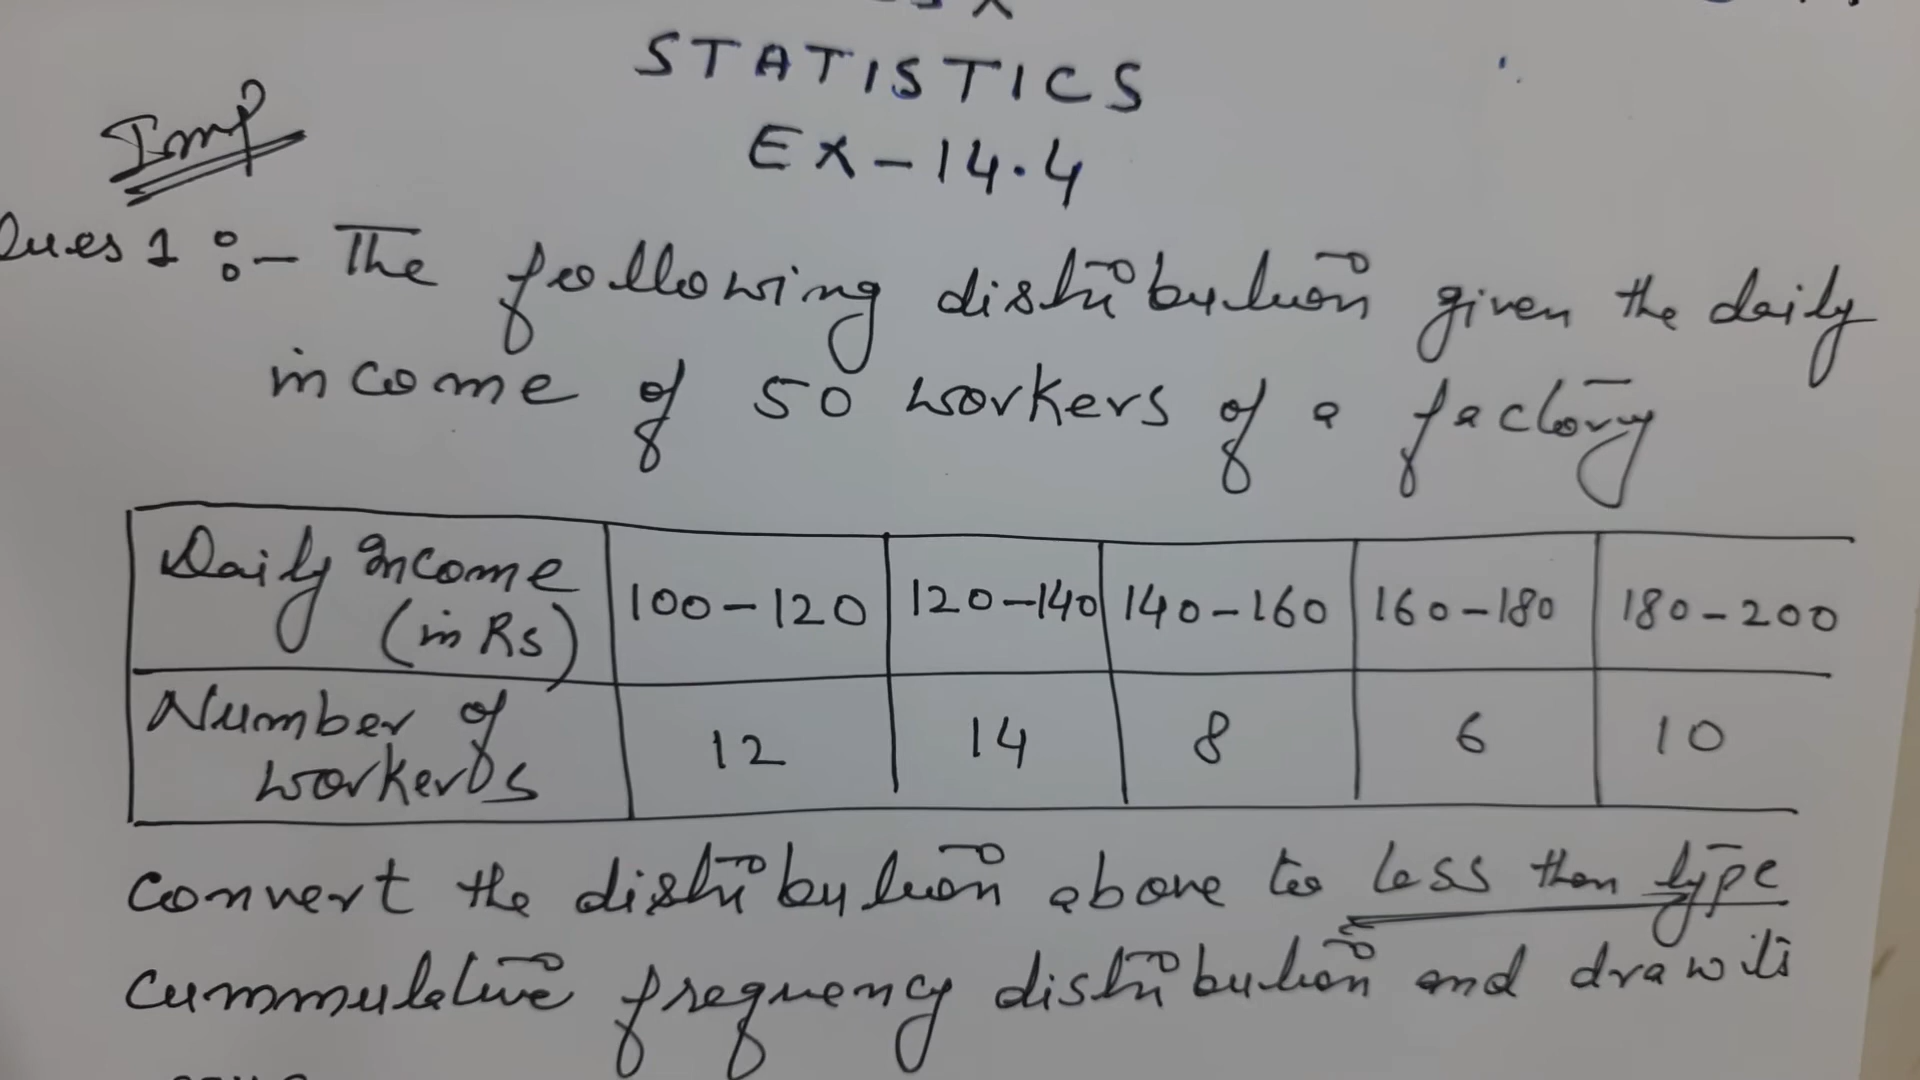 STATISTICS
EX-14.4
Imp
Ques 1 :- The following distribution given the daily
income of 50 workers of a factory
Daily Income (in Rs) 100-120 120-140 140-160 160-180 180-200
Number of workers 12 14 8 6 10
convert the distribution above to less than type
cummulative frequency distribution and draw its